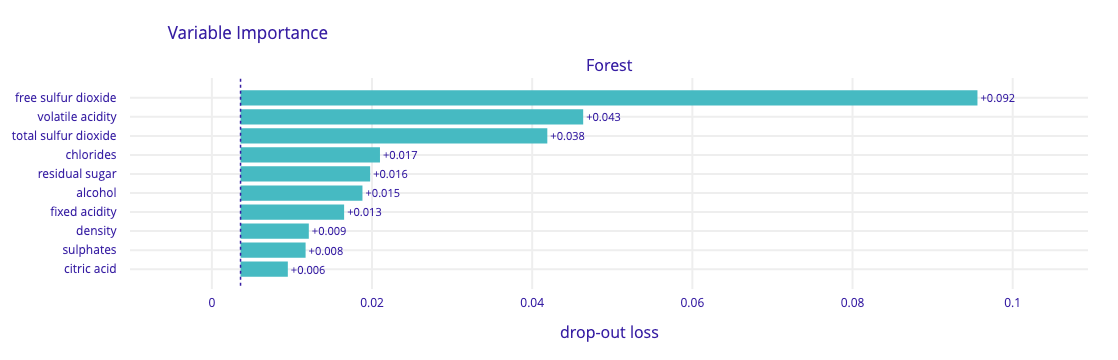 Variable Importance
Forest
free sulfur dioxide +0.092
volatile acidity +0.043
total sulfur dioxide +0.038
chlorides +0.017
residual sugar +0.016
alcohol +0.015
fixed acidity +0.013
density +0.009
sulphates +0.008
citric acid +0.006
0 0.02 0.04 0.06 0.08 0.1
drop-out loss